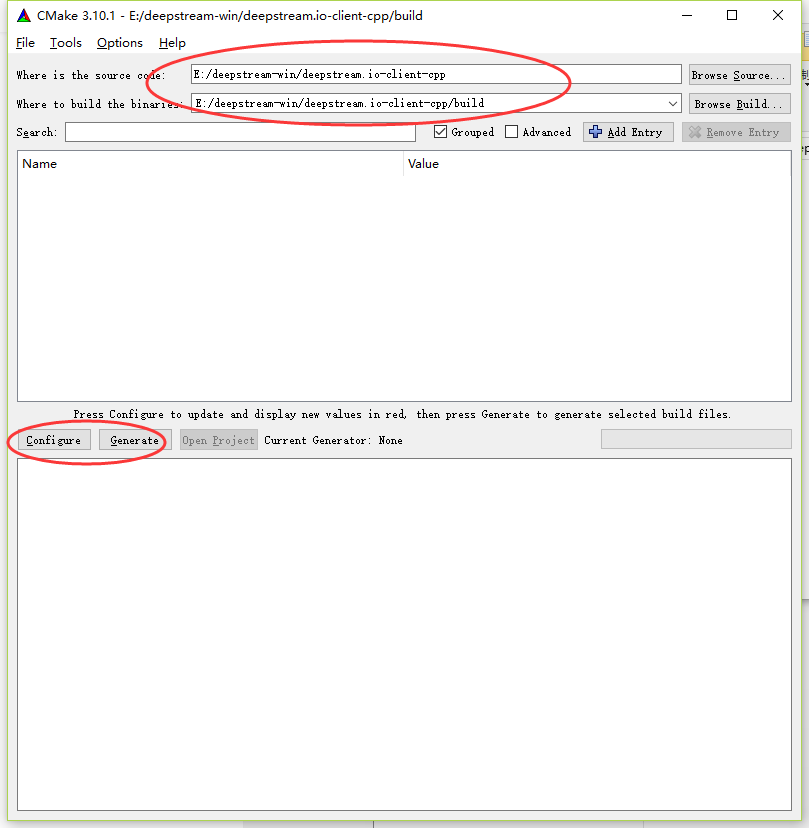 CMake 3.10.1 - E:/deepstream-win/deepstream.io-client-cpp/build
File Tools Options Help
Where is the source code: E:/deepstream-win/deepstream.io-client-cpp Browse Source...
Where to build the binaries: E:/deepstream-win/deepstream.io-client-cpp/build Browse Build...
Search: Grouped Advanced Add Entry Remove Entry
Name Value
Press Configure to update and display new values in red, then press Generate to generate selected build files.
Configure Generate Open Project Current Generator: None